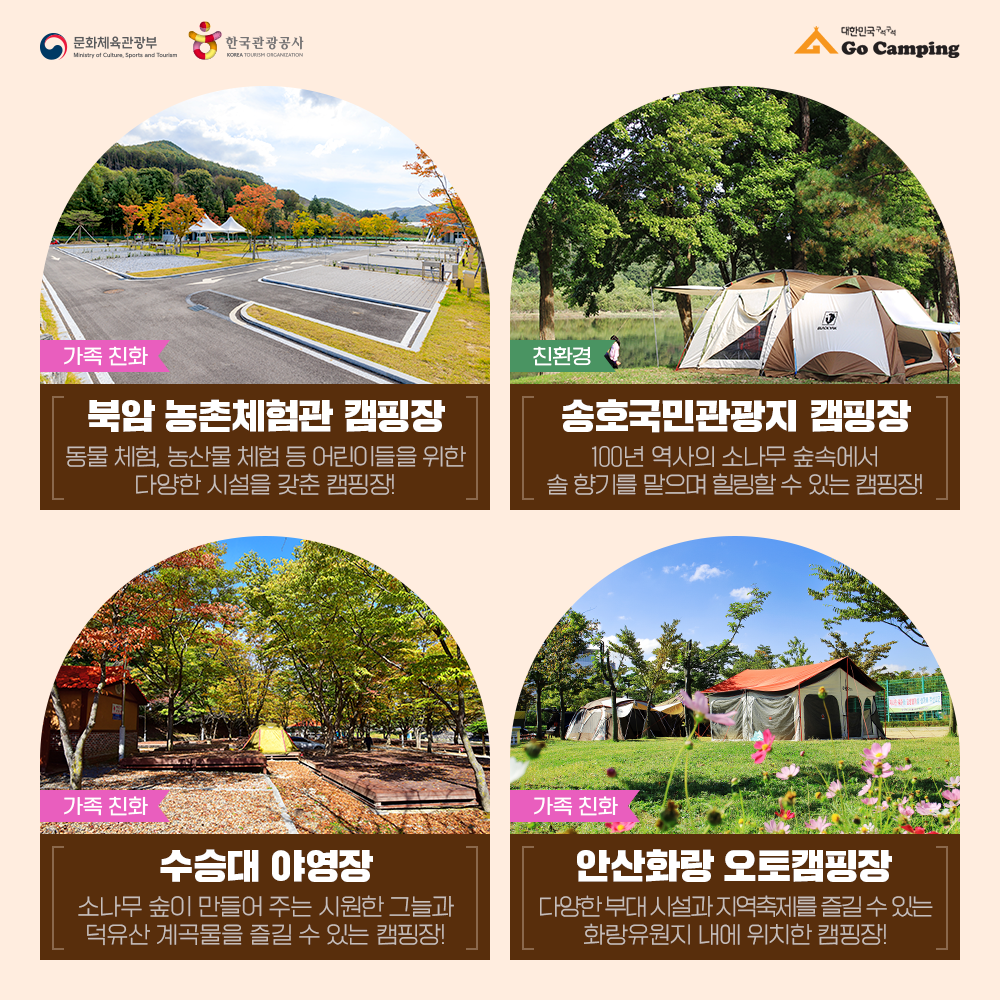 문화체육관광부
Ministry of Culture, Sports and Tourism
한국관광공사
KOREA TOURISM ORGANIZATION
대한민국 구석구석
Go Camping
가족 친화
북암 농촌체험관 캠핑장
동물 체험, 농산물 체험 등 어린이들을 위한
다양한 시설을 갖춘 캠핑장!
친환경
송호국민관광지 캠핑장
100년 역사의 소나무 숲속에서
솔 향기를 맡으며 힐링할 수 있는 캠핑장!
가족 친화
수승대 야영장
소나무 숲이 만들어 주는 시원한 그늘과
덕유산 계곡물을 즐길 수 있는 캠핑장!
가족 친화
안산화랑 오토캠핑장
다양한 부대 시설과 지역축제를 즐길 수 있는
화랑유원지 내에 위치한 캠핑장!